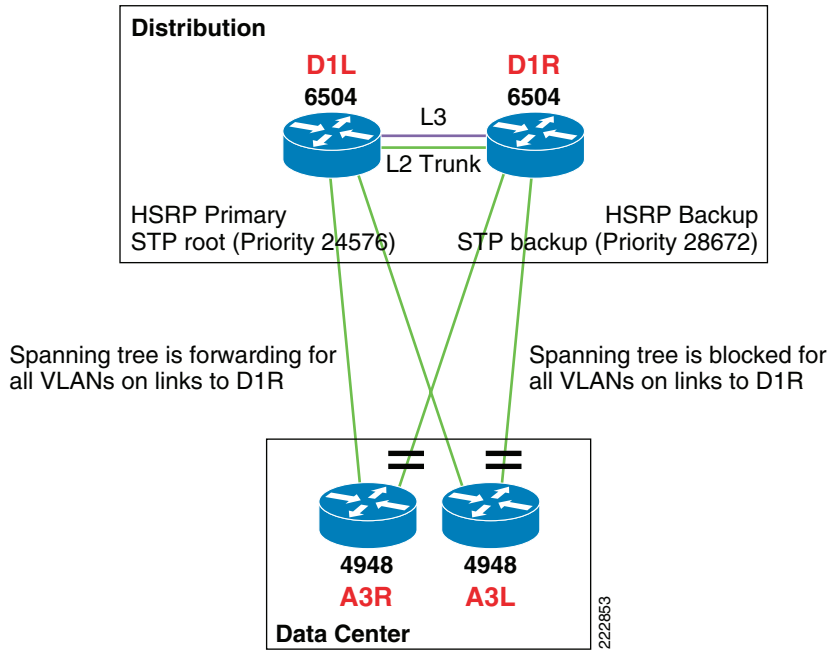 Distribution
D1L
D1R
6504
6504
L3
L2 Trunk
HSRP Primary
STP root (Priority 24576)
HSRP Backup
STP backup (Priority 28672)
Spanning tree is forwarding for
all VLANs on links to D1R
Spanning tree is blocked for
all VLANs on links to D1R
4948
4948
A3R
A3L
Data Center
222853